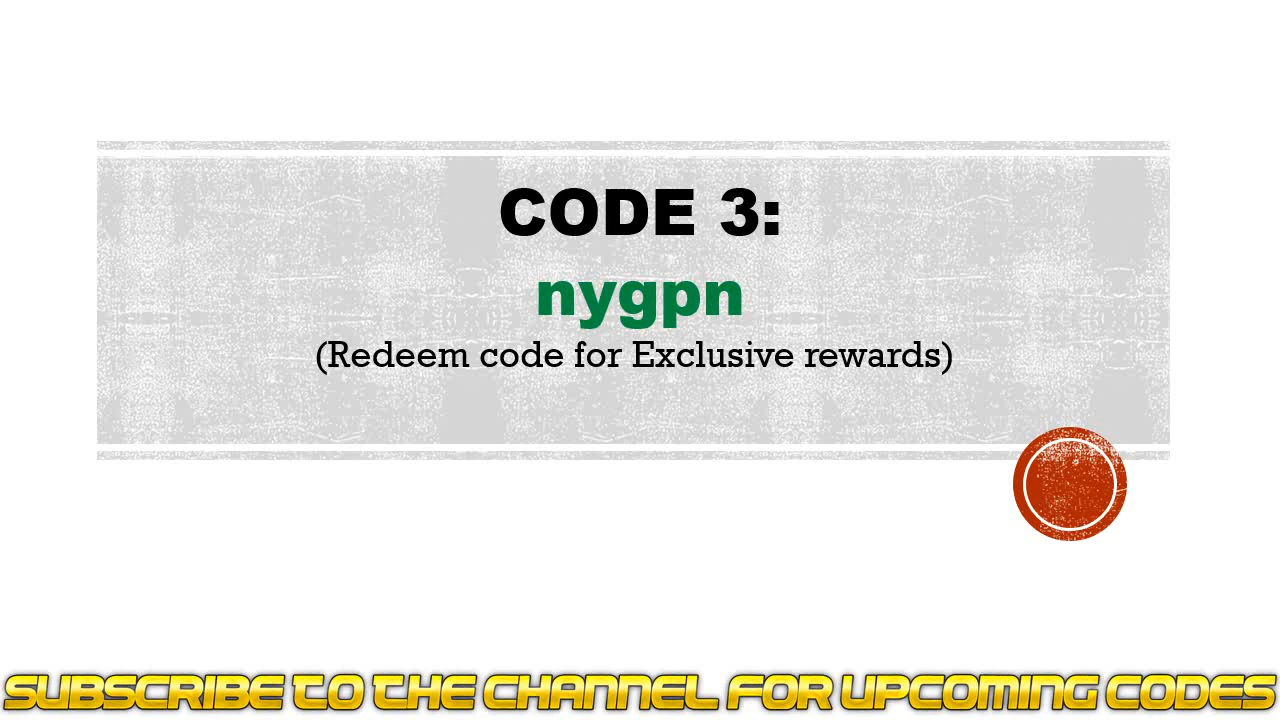 CODE 3:
nygpn
(Redeem code for Exclusive rewards)
SUBSCRIBE TO THE CHANNEL FOR UPCOMING CODES